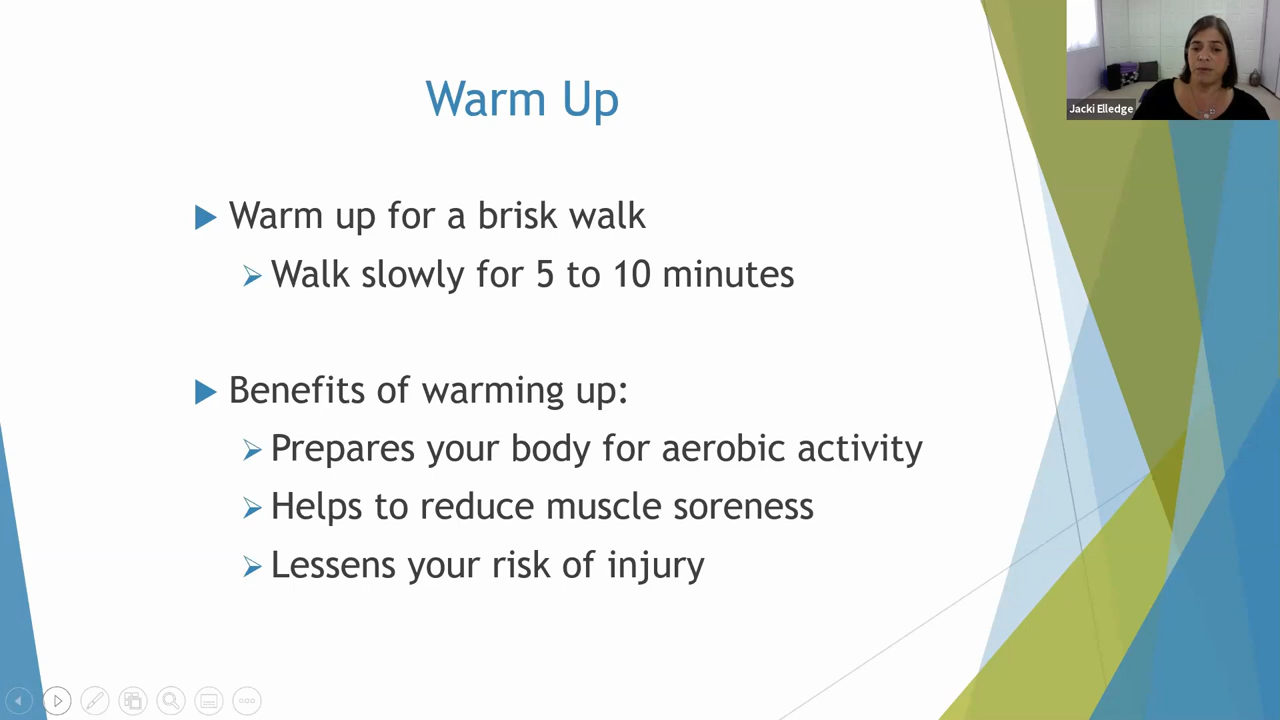 Warm Up
Jacki Elledge
Warm up for a brisk walk
Walk slowly for 5 to 10 minutes
Benefits of warming up:
Prepares your body for aerobic activity
Helps to reduce muscle soreness
Lessens your risk of injury